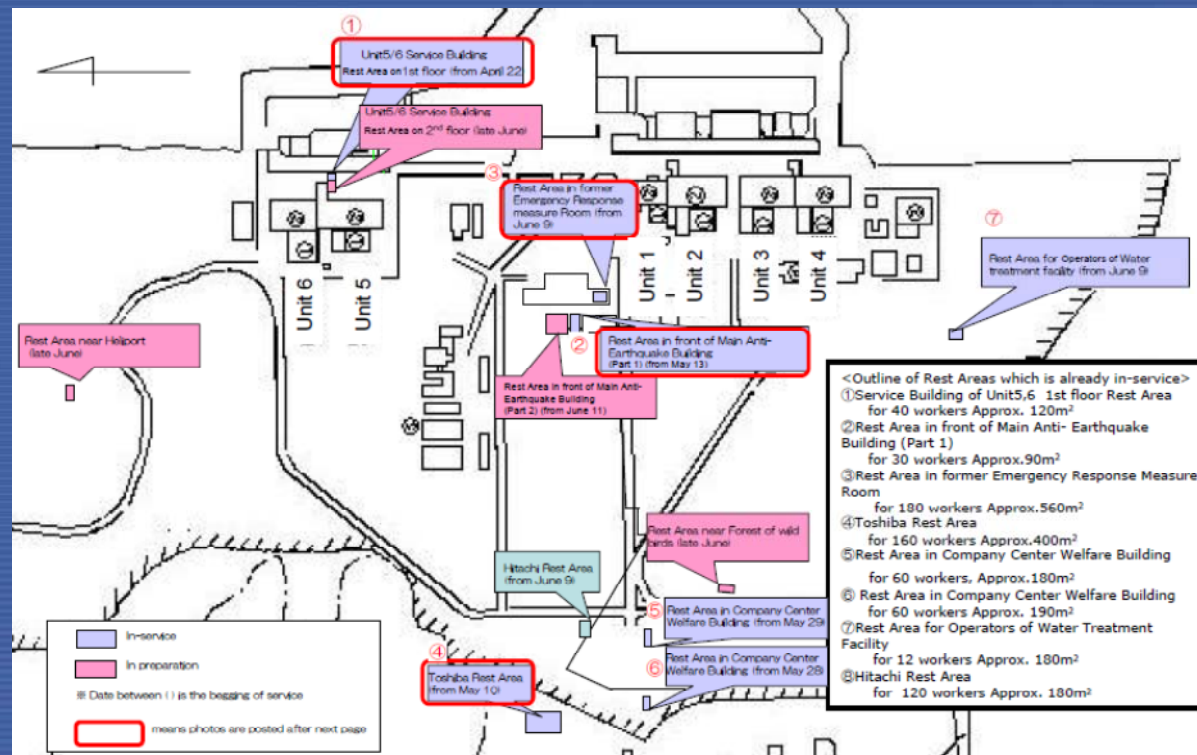 ①
Unit5/6 Service Building
Rest Area on 1st floor (from April 22
Unit5/6 Service Building
Rest Area on 2nd floor (late June)
③
Rest Area in former
Emergency Response
measure Room (from
June 9)
⑦
Rest Area for Operators of Water
treatment facility (from June 9)
Unit 6
Unit 5
Unit 1
Unit 2
Unit 3
Unit 4
Rest Area near Heliport
(late June)
②
Rest Area in front of Main Anti-
Earthquake Building
(Part 1) (from May 13)
Rest Area in front of Main Anti-
Earthquake Building
(Part 2) (from June 11)
<Outline of Rest Areas which is already in-service>
①Service Building of Unit5,6 1st floor Rest Area
for 40 workers Approx. 120m²
②Rest Area in front of Main Anti- Earthquake
Building (Part 1)
for 30 workers Approx.90m²
③Rest Area in former Emergency Response Measure
Room
for 180 workers Approx.560m²
④Toshiba Rest Area
for 160 workers Approx.400m²
⑤Rest Area in Company Center Welfare Building
for 60 workers, Approx.180m²
⑥ Rest Area in Company Center Welfare Building
for 60 workers Approx. 190m²
⑦Rest Area for Operators of Water Treatment
Facility
for 12 workers Approx. 180m²
⑧Hitachi Rest Area
for 120 workers Approx. 180m²
Rest Area near Forest of wild
birds (late June)
Hitachi Rest Area
(from June 9)
⑤
Rest Area in Company Center
Welfare Building (from May 29)
⑥
Rest Area in Company Center
Welfare Building (from May 28)
④
Toshiba Rest Area
(from May 10)
In-service
In preparation
※ Date between ( ) is the begging of service
means photos are posted after next page